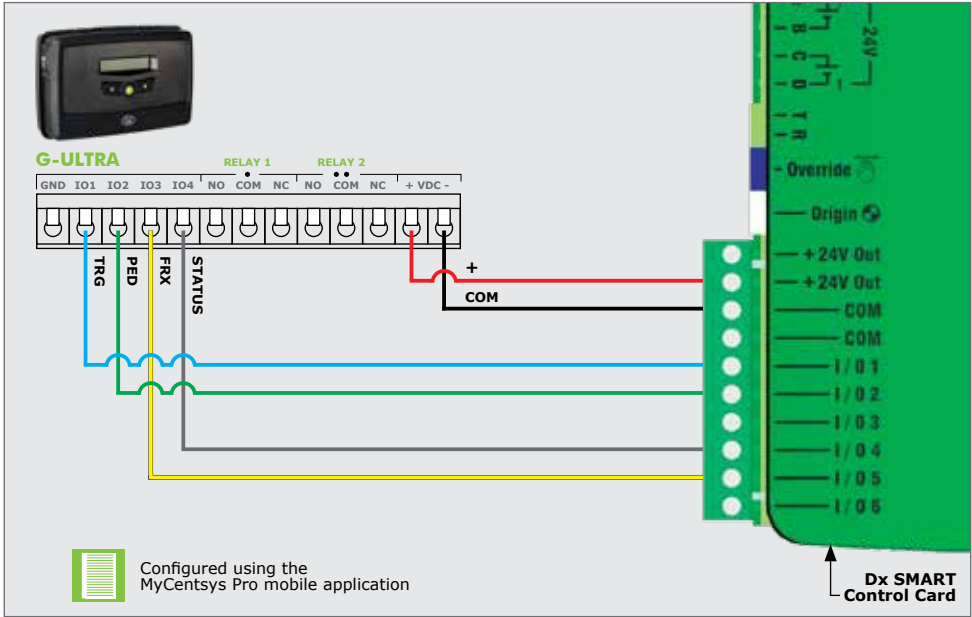 G-ULTRA
RELAY 1
RELAY 2
GND IO1 IO2 IO3 IO4 NO COM NC NO COM NC + VDC -
TRG
PED
FRX
STATUS
+
COM
24V
B
C
D
T
R
Override
Origin
+24V Out
+24V Out
COM
COM
I/O 1
I/O 2
I/O 3
I/O 4
I/O 5
I/O 6
Configured using the
MyCentsys Pro mobile application
Dx SMART
Control Card